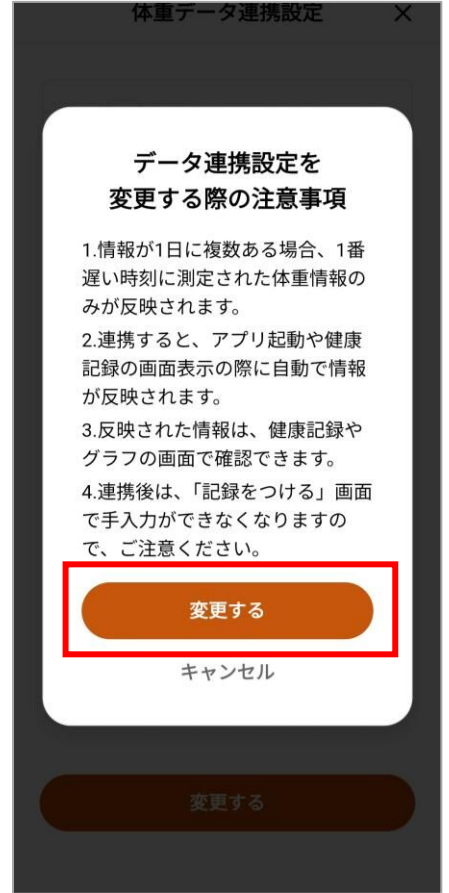 体重データ連携設定 ×
データ連携設定を
変更する際の注意事項
1.情報が1日に複数ある場合、1番
遅い時刻に測定された体重情報の
みが反映されます。
2.連携すると、アプリ起動や健康
記録の画面表示の際に自動で情報
が反映されます。
3.反映された情報は、健康記録や
グラフの画面で確認できます。
4.連携後は、「記録をつける」画面
で手入力ができなくなりますの
で、ご注意ください。
変更する
キャンセル
変更する